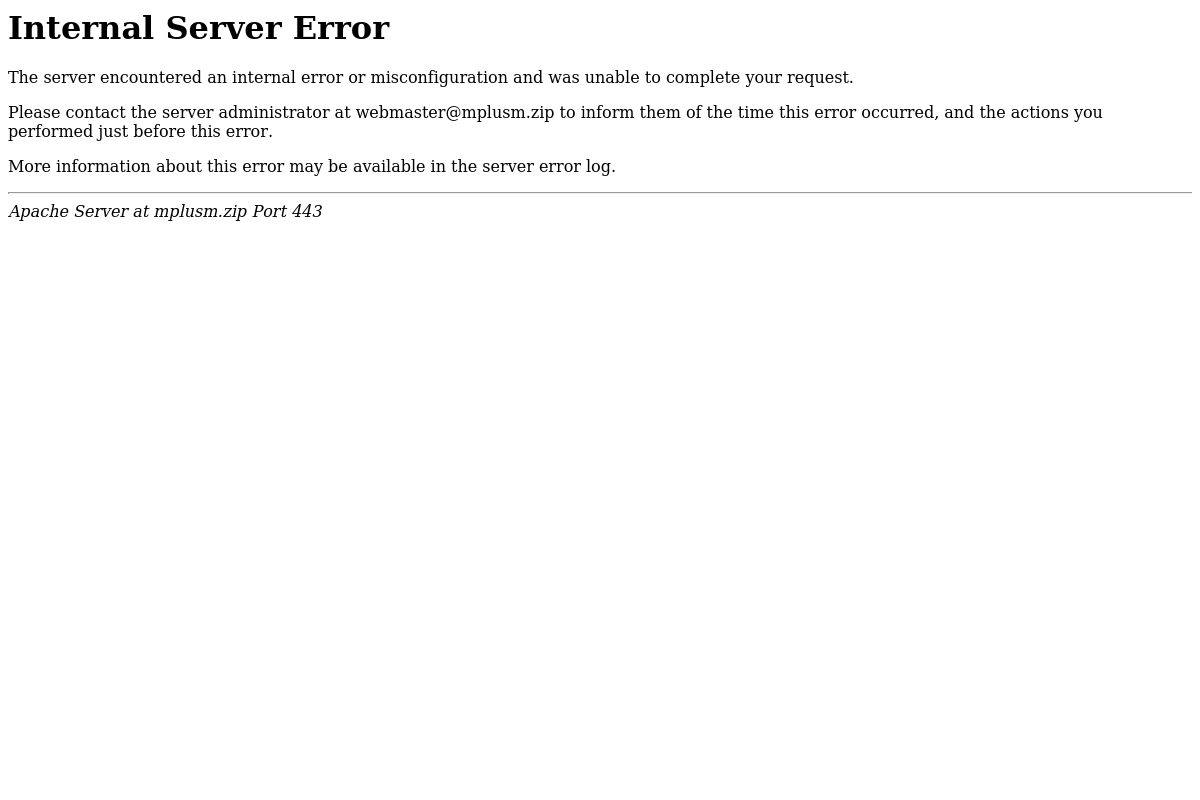 Internal Server Error
The server encountered an internal error or misconfiguration and was unable to complete your request.
Please contact the server administrator at webmaster@mplusm.zip to inform them of the time this error occurred, and the actions you
performed just before this error.
More information about this error may be available in the server error log.
Apache Server at mplusm.zip Port 443